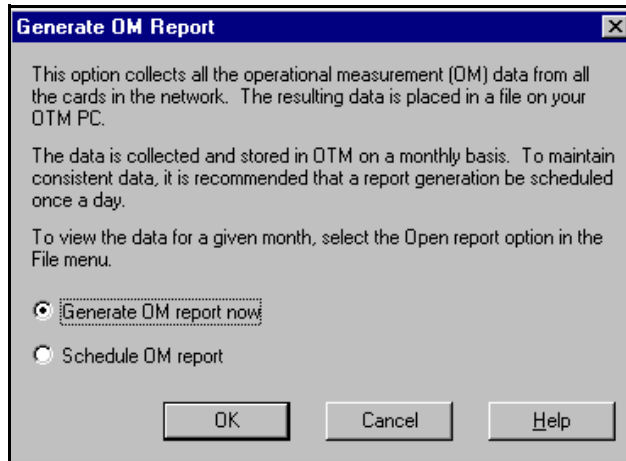 Generate OM Report
This option collects all the operational measurement (OM) data from all
the cards in the network. The resulting data is placed in a file on your
OTM PC.
The data is collected and stored in OTM on a monthly basis. To maintain
consistent data, it is recommended that a report generation be scheduled
once a day.
To view the data for a given month, select the Open report option in the
File menu.
Generate OM report now
Schedule OM report
OK Cancel Help